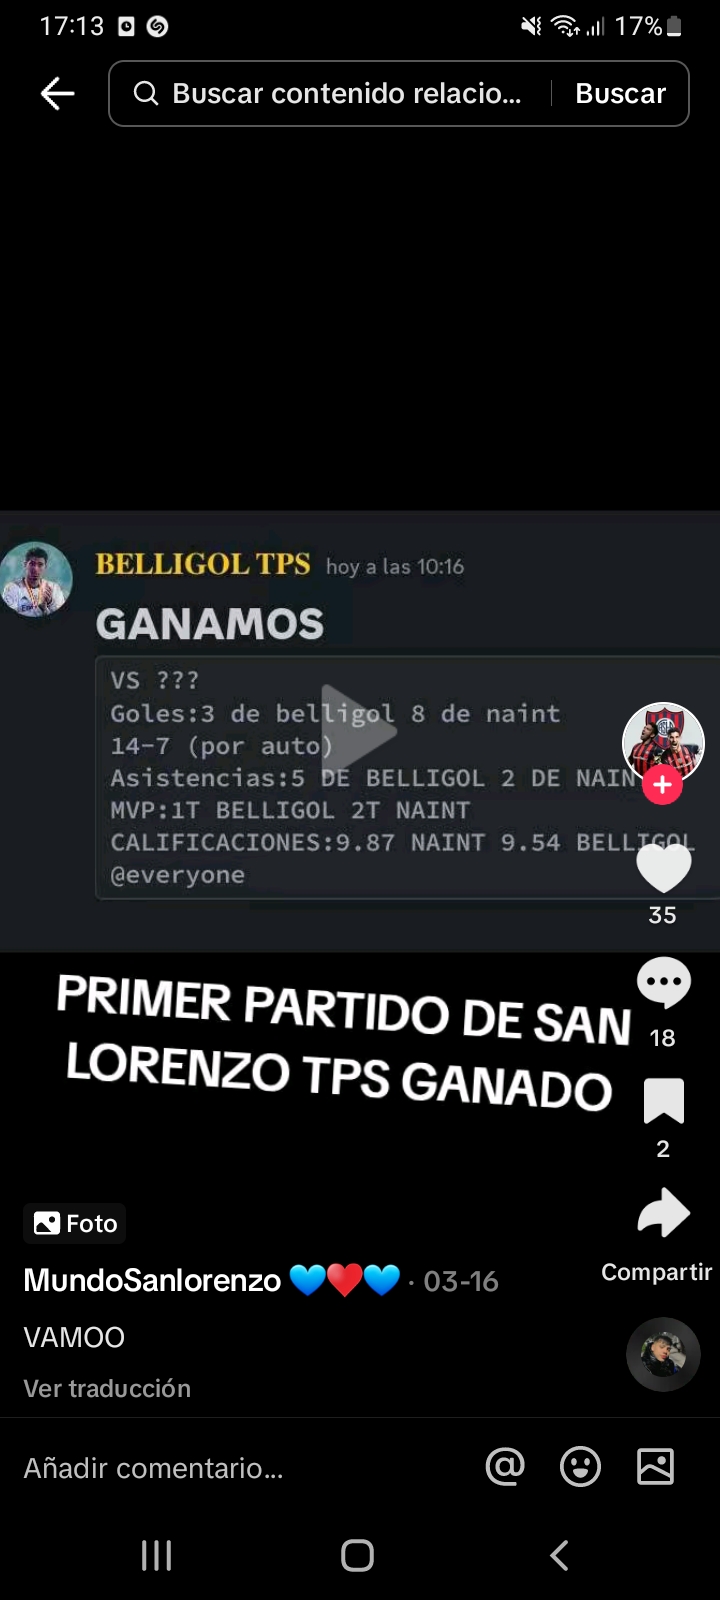 17:13
17%
Buscar contenido relacio... Buscar
BELLIGOL TPS hoy a las 10:16
GANAMOS
VS ???
Goles:3 de belligol 8 de naint
14-7 (por auto)
Asistencias:5 DE BELLIGOL 2 DE NAIN
MVP:1T BELLIGOL 2T NAINT
CALIFICACIONES:9.87 NAINT 9.54 BELLIGOL
@everyone
35
PRIMER PARTIDO DE SAN
LORENZO TPS GANADO
18
2
Foto
Compartir
MundoSanlorenzo 💙❤️💙 · 03-16
VAMOO
Ver traducción
Añadir comentario...